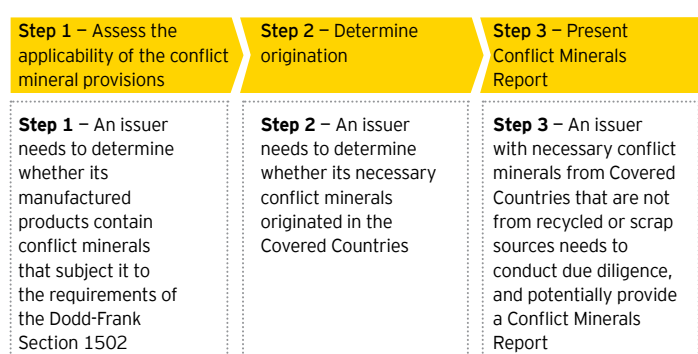 Step 1 – Assess the
applicability of the conflict
mineral provisions
Step 2 – Determine
origination
Step 3 – Present
Conflict Minerals
Report
Step 1 – An issuer
needs to determine
whether its
manufactured
products contain
conflict minerals
that subject it to
the requirements of
the Dodd-Frank
Section 1502
Step 2 – An issuer
needs to determine
whether its necessary
conflict minerals
originated in the
Covered Countries
Step 3 – An issuer
with necessary conflict
minerals from Covered
Countries that are not
from recycled or scrap
sources needs to
conduct due diligence,
and potentially provide
a Conflict Minerals
Report